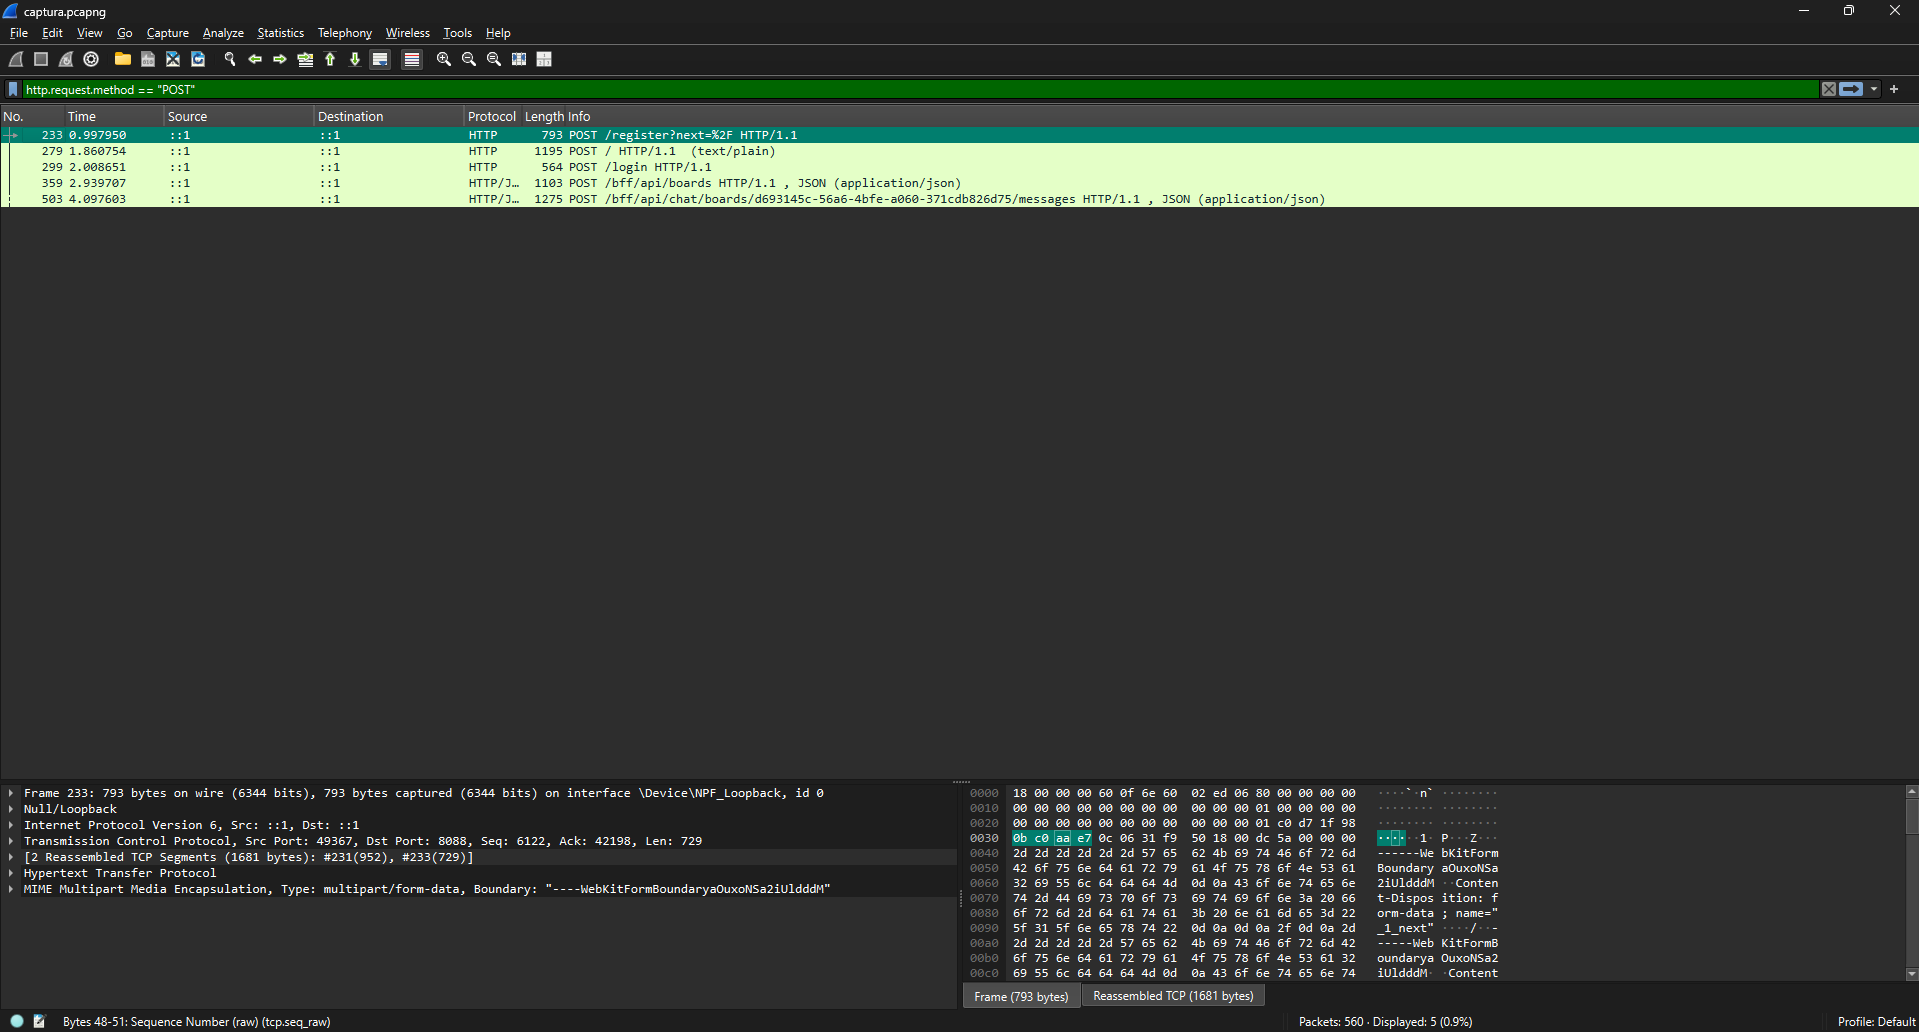 captura.pcapng
File Edit View Go Capture Analyze Statistics Telephony Wireless Tools Help
http.request.method == "POST"
No. Time Source Destination Protocol Length Info
233 0.997950 ::1 ::1 HTTP 793 POST /register?next=%2F HTTP/1.1
279 1.860754 ::1 ::1 HTTP 1195 POST / HTTP/1.1 (text/plain)
299 2.008651 ::1 ::1 HTTP 564 POST /login HTTP/1.1
359 2.939707 ::1 ::1 HTTP/J… 1103 POST /bff/api/boards HTTP/1.1 , JSON (application/json)
503 4.097603 ::1 ::1 HTTP/J… 1275 POST /bff/api/chat/boards/d693145c-56a6-4bfe-a060-371cdb826d75/messages HTTP/1.1 , JSON (application/json)
Frame 233: 793 bytes on wire (6344 bits), 793 bytes captured (6344 bits) on interface \Device\NPF_Loopback, id 0
Null/Loopback
Internet Protocol Version 6, Src: ::1, Dst: ::1
Transmission Control Protocol, Src Port: 49367, Dst Port: 8088, Seq: 6122, Ack: 42198, Len: 729
[2 Reassembled TCP Segments (1681 bytes): #231(952), #233(729)]
Hypertext Transfer Protocol
MIME Multipart Media Encapsulation, Type: multipart/form-data, Boundary: "----WebKitFormBoundaryaOuxoNSa2iUldddM"
0000 18 00 00 00 60 0f 6e 60 02 ed 06 80 00 00 00 00 ····`·n` ········
0010 00 00 00 00 00 00 00 00 00 00 00 01 00 00 00 00 ········ ········
0020 00 00 00 00 00 00 00 00 00 00 00 01 c0 d7 1f 98 ········ ········
0030 0b c0 aa e7 0c 06 31 f9 50 18 00 dc 5a 00 00 00 ······1· P···Z···
0040 2d 2d 2d 2d 2d 2d 57 65 62 4b 69 74 46 6f 72 6d ------We bKitForm
0050 42 6f 75 6e 64 61 72 79 61 4f 75 78 6f 4e 53 61 Boundary aOuxoNSa
0060 32 69 55 6c 64 64 64 4d 0d 0a 43 6f 6e 74 65 6e 2iUldddM ··Conten
0070 74 2d 44 69 73 70 6f 73 69 74 69 6f 6e 3a 20 66 t-Dispos ition: f
0080 6f 72 6d 2d 64 61 74 61 3b 20 6e 61 6d 65 3d 22 orm-data ; name="
0090 5f 31 5f 6e 65 78 74 22 0d 0a 0d 0a 2f 0d 0a 2d _1_next" ····/··-
00a0 2d 2d 2d 2d 2d 57 65 62 4b 69 74 46 6f 72 6d 42 -----Web KitFormB
00b0 6f 75 6e 64 61 72 79 61 4f 75 78 6f 4e 53 61 32 oundarya OuxoNSa2
00c0 69 55 6c 64 64 64 4d 0d 0a 43 6f 6e 74 65 6e 74 iUldddM· ·Content
Frame (793 bytes) Reassembled TCP (1681 bytes)
Bytes 48-51: Sequence Number (raw) (tcp.seq_raw) Packets: 560 · Displayed: 5 (0.9%) Profile: Default